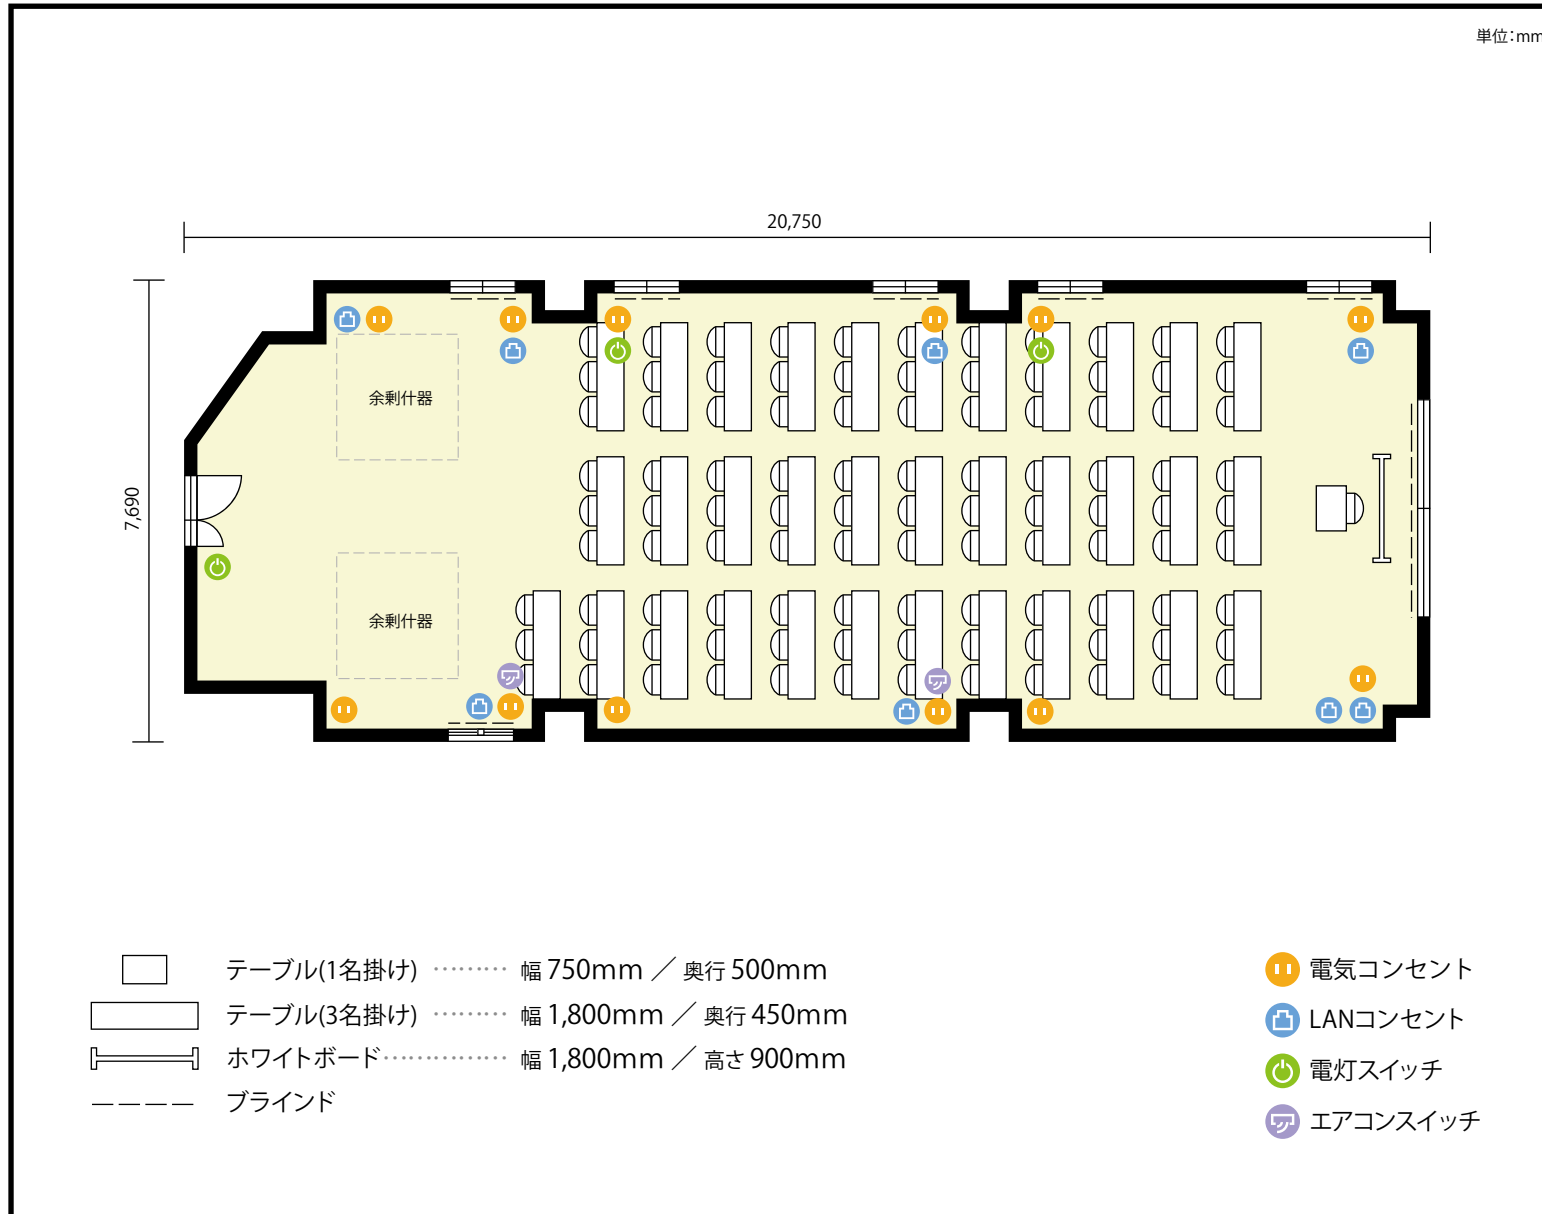 単位：mm
20,750
7,690
余剰什器
余剰什器
テーブル(1名掛け) ……… 幅 750mm ／ 奥行 500mm
テーブル(3名掛け) ……… 幅 1,800mm ／ 奥行 450mm
ホワイトボード…………… 幅 1,800mm ／ 高さ 900mm
ブラインド
電気コンセント
LANコンセント
電灯スイッチ
エアコンスイッチ